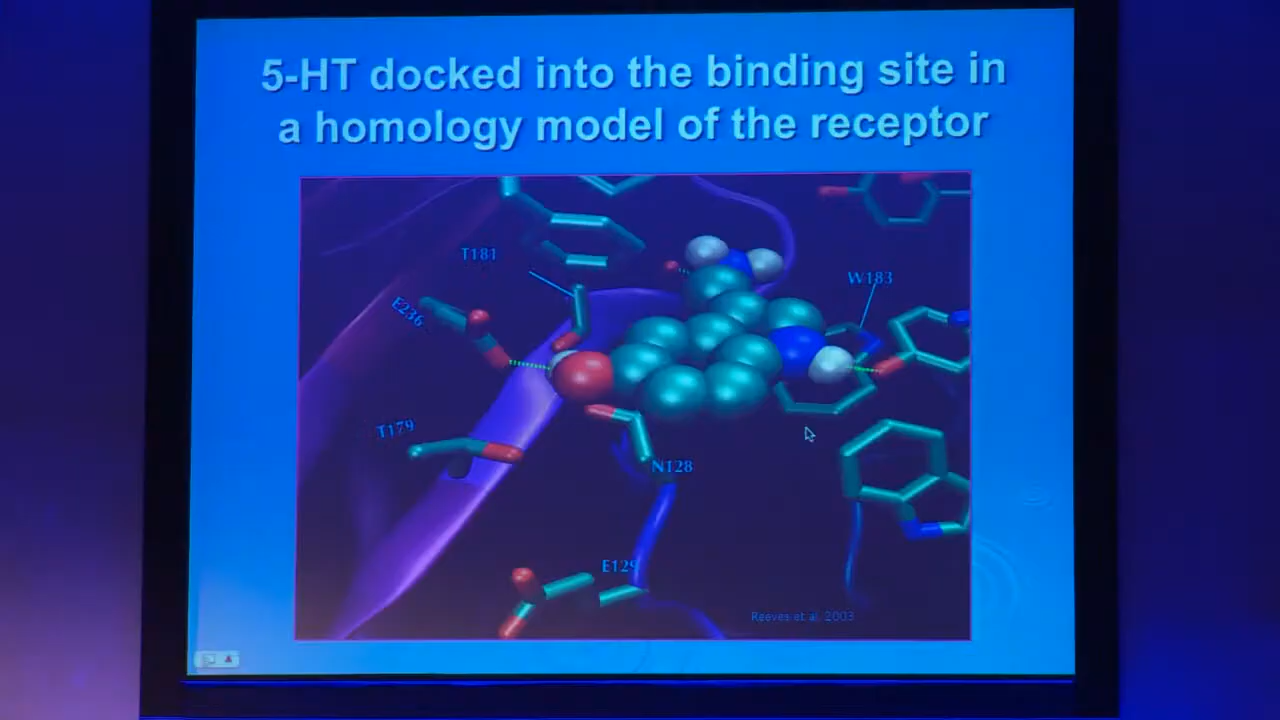 5-HT docked into the binding site in
a homology model of the receptor
T181
W183
E236
T179
N128
E129
Reeves et al. 2003